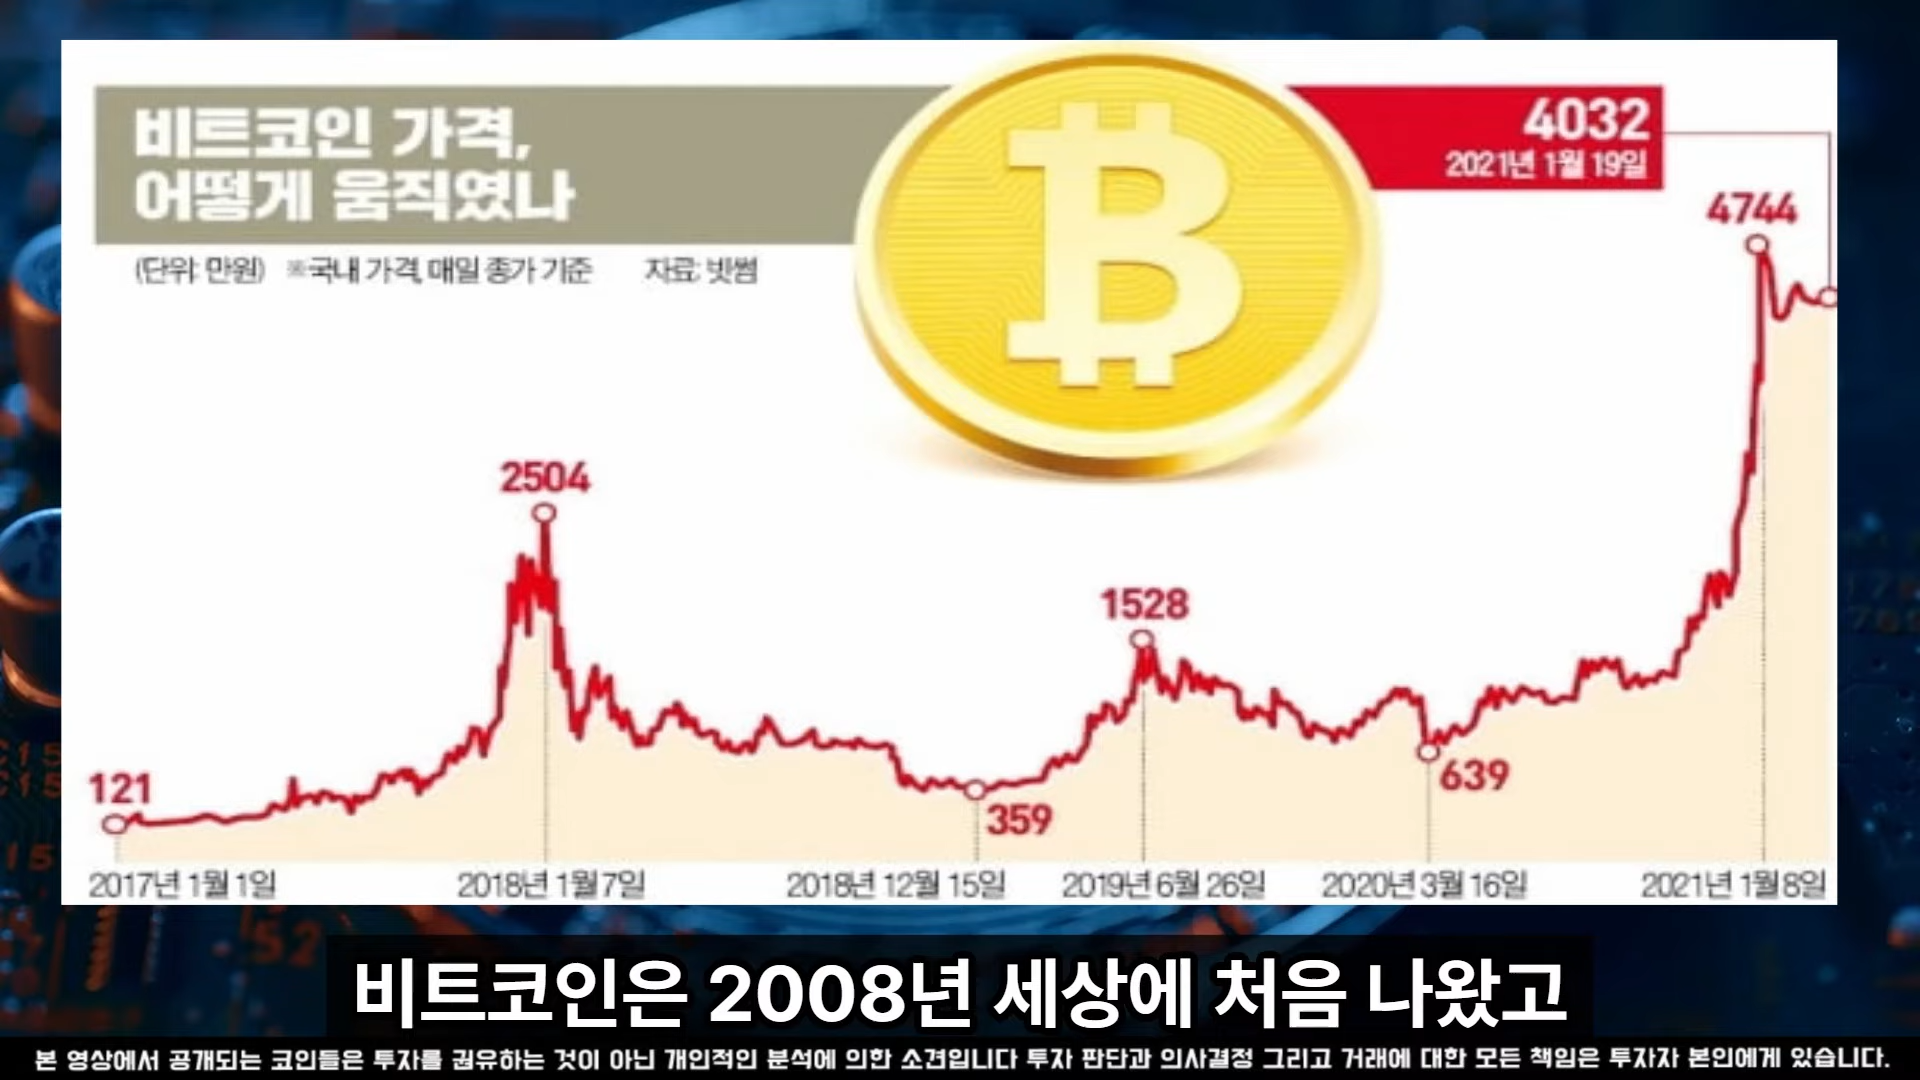 비트코인 가격,
어떻게 움직였나
(단위: 만원) ※국내 가격, 매일 종가 기준 자료: 빗썸
4032
2021년 1월 19일
4744
2504
1528
121
359
639
2017년 1월 1일 2018년 1월 7일 2018년 12월 15일 2019년 6월 26일 2020년 3월 16일 2021년 1월 8일
비트코인은 2008년 세상에 처음 나왔고
본 영상에서 공개되는 코인들은 투자를 권유하는 것이 아닌 개인적인 분석에 의한 소견입니다 투자 판단과 의사결정 그리고 거래에 대한 모든 책임은 투자자 본인에게 있습니다.